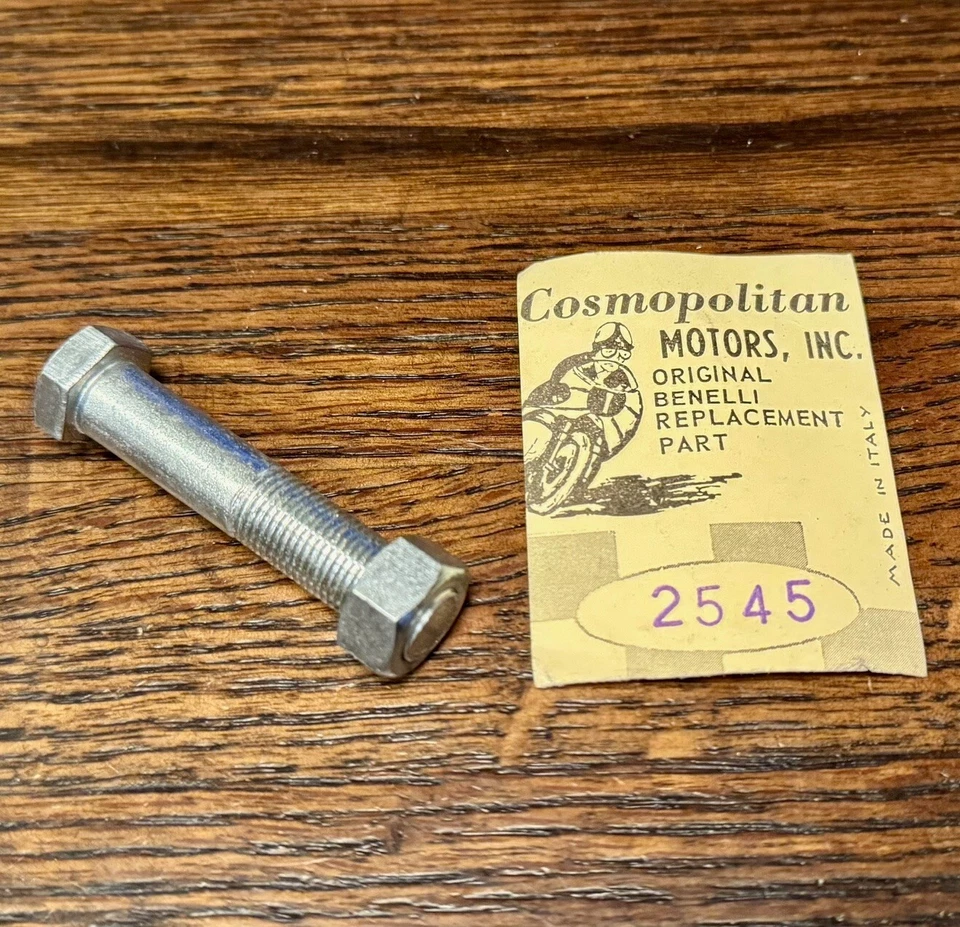 Cosmopolitan
MOTORS, INC.
ORIGINAL
BENELLI
REPLACEMENT
PART
MADE IN ITALY
2545